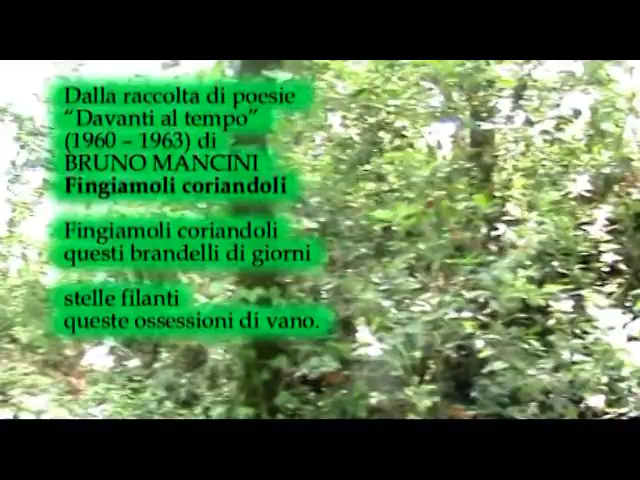 Dalla raccolta di poesie
“Davanti al tempo”
(1960 – 1963) di
BRUNO MANCINI
Fingiamoli coriandoli
Fingiamoli coriandoli
questi brandelli di giorni
stelle filanti
queste ossessioni di vano.